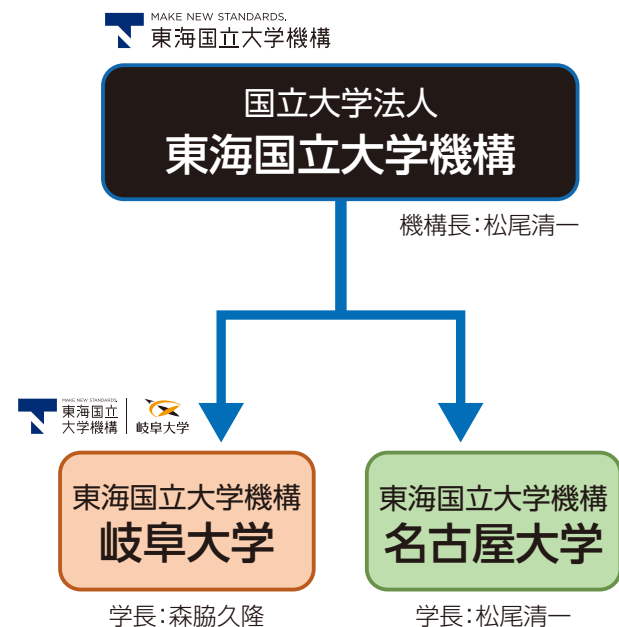 MAKE NEW STANDARDS.
東海国立大学機構
国立大学法人
東海国立大学機構
機構長:松尾清一
MAKE NEW STANDARDS.
東海国立
大学機構
岐阜大学
東海国立大学機構
岐阜大学
学長:森脇久隆
東海国立大学機構
名古屋大学
学長:松尾清一